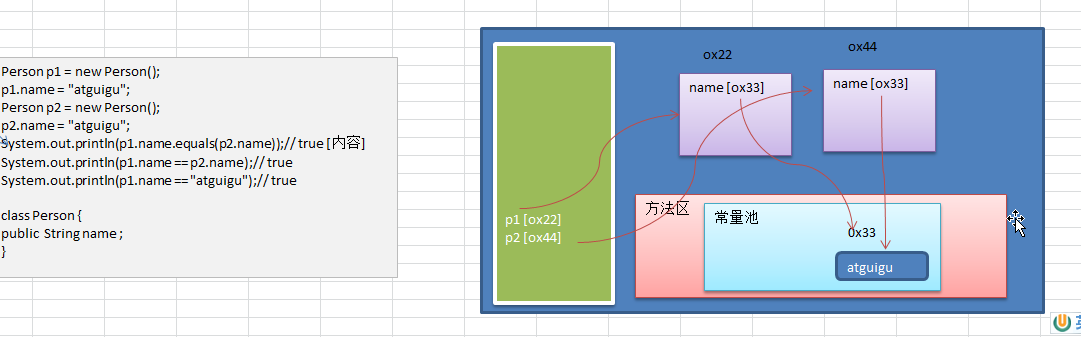 Person p1 = new Person();
p1.name = "atguigu";
Person p2 = new Person();
p2.name = "atguigu";
System.out.println(p1.name.equals(p2.name));// true [内容]
System.out.println(p1.name == p2.name);// true
System.out.println(p1.name == "atguigu");// true
class Person {
public String name ;
}
p1 [ox22]
p2 [ox44]
ox22
name [ox33]
ox44
name [ox33]
方法区
常量池
0x33
atguigu